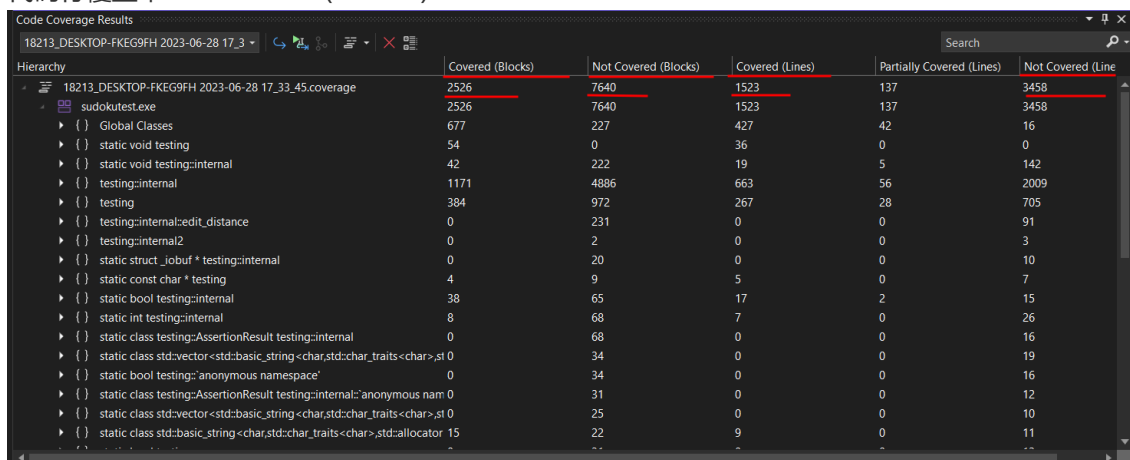 Code Coverage Results
18213_DESKTOP-FKEG9FH 2023-06-28 17_3 Search
Hierarchy Covered (Blocks) Not Covered (Blocks) Covered (Lines) Partially Covered (Lines) Not Covered (Line
18213_DESKTOP-FKEG9FH 2023-06-28 17_33_45.coverage 2526 7640 1523 137 3458
sudokutest.exe 2526 7640 1523 137 3458
{ } Global Classes 677 227 427 42 16
{ } static void testing 54 0 36 0 0
{ } static void testing::internal 42 222 19 5 142
{ } testing::internal 1171 4886 663 56 2009
{ } testing 384 972 267 28 705
{ } testing::internal::edit_distance 0 231 0 0 91
{ } testing::internal2 0 2 0 0 3
{ } static struct _iobuf * testing::internal 0 20 0 0 10
{ } static const char * testing 4 9 5 0 7
{ } static bool testing::internal 38 65 17 2 15
{ } static int testing::internal 8 68 7 0 26
{ } static class testing::AssertionResult testing::internal 0 68 0 0 16
{ } static class std::vector<std::basic_string<char,std::char_traits<char>,st 0 34 0 0 19
{ } static bool testing::`anonymous namespace' 0 34 0 0 16
{ } static class testing::AssertionResult testing::internal::`anonymous nam 0 31 0 0 12
{ } static class std::vector<std::basic_string<char,std::char_traits<char>,st 0 25 0 0 10
{ } static class std::basic_string<char,std::char_traits<char>,std::allocator 15 22 9 0 11